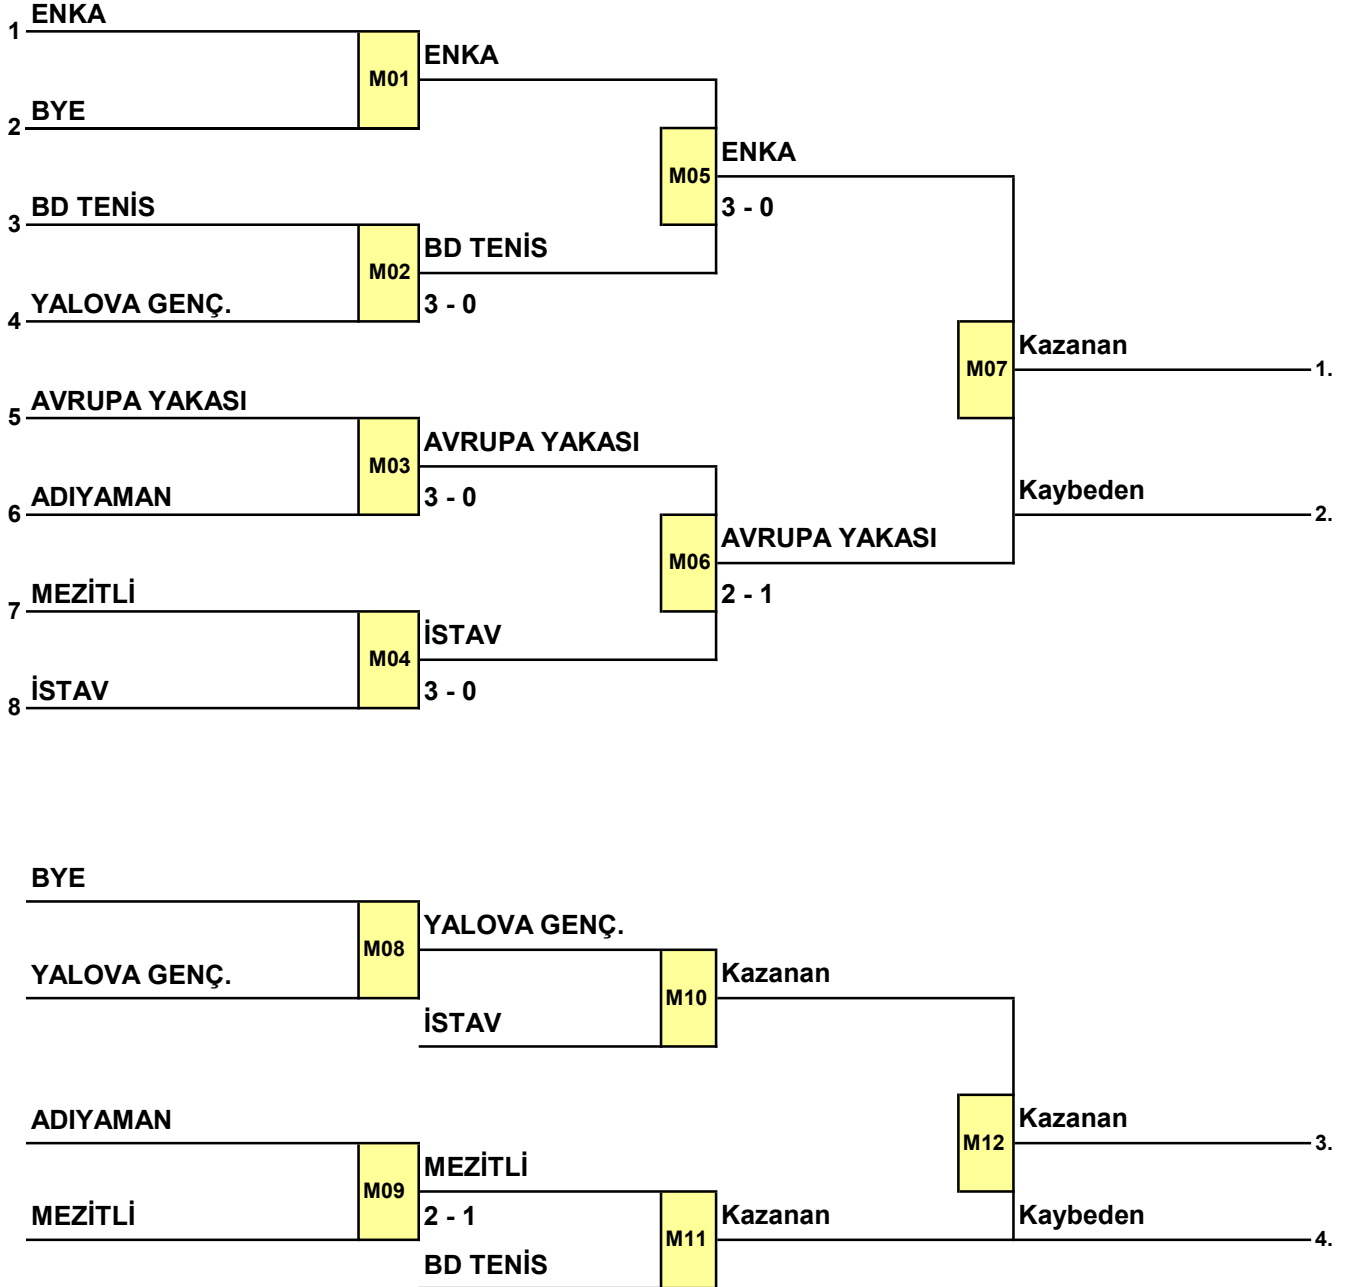 ENKA
1
M01
ENKA
BYE
2
M05
ENKA
3 - 0
BD TENİS
3
M02
BD TENİS
3 - 0
YALOVA GENÇ.
4
M07
Kazanan
1.
AVRUPA YAKASI
5
M03
AVRUPA YAKASI
3 - 0
ADIYAMAN
6
Kaybeden
2.
M06
AVRUPA YAKASI
2 - 1
MEZİTLİ
7
M04
İSTAV
3 - 0
İSTAV
8
BYE
M08
YALOVA GENÇ.
YALOVA GENÇ.
M10
Kazanan
İSTAV
ADIYAMAN
M12
Kazanan
3.
M09
MEZİTLİ
2 - 1
MEZİTLİ
M11
Kazanan
Kaybeden
4.
BD TENİS